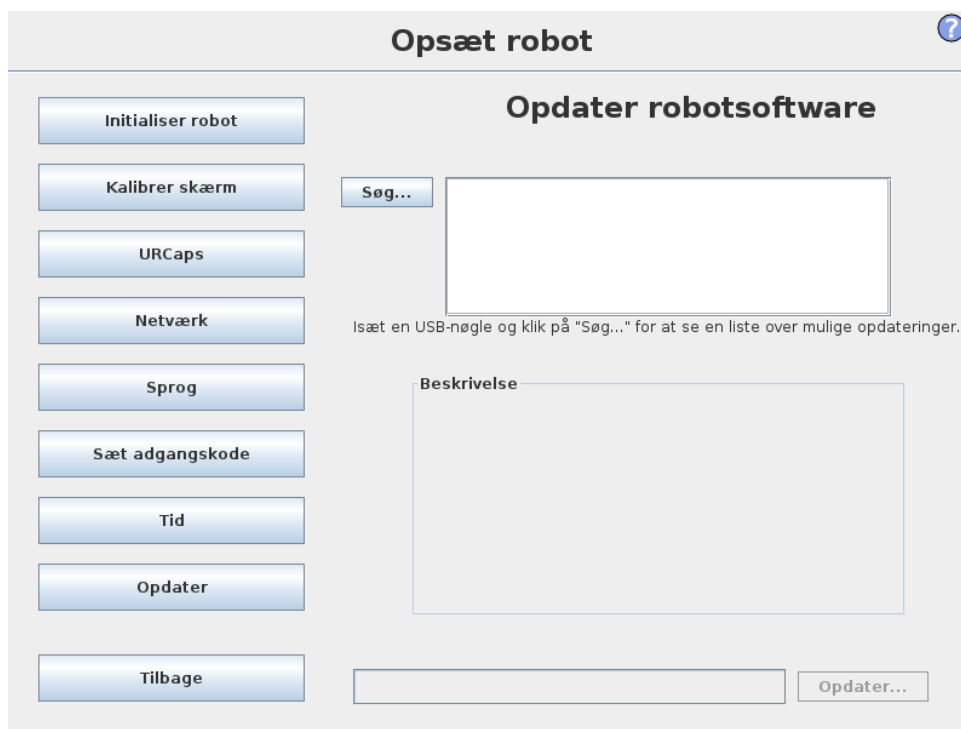 Opsæt robot
?
Initialiser robot
Kalibrer skærm
URCaps
Netværk
Sprog
Sæt adgangskode
Tid
Opdater
Tilbage
Opdater robotsoftware
Søg...
Isæt en USB-nøgle og klik på "Søg..." for at se en liste over mulige opdateringer.
Beskrivelse
Opdater...